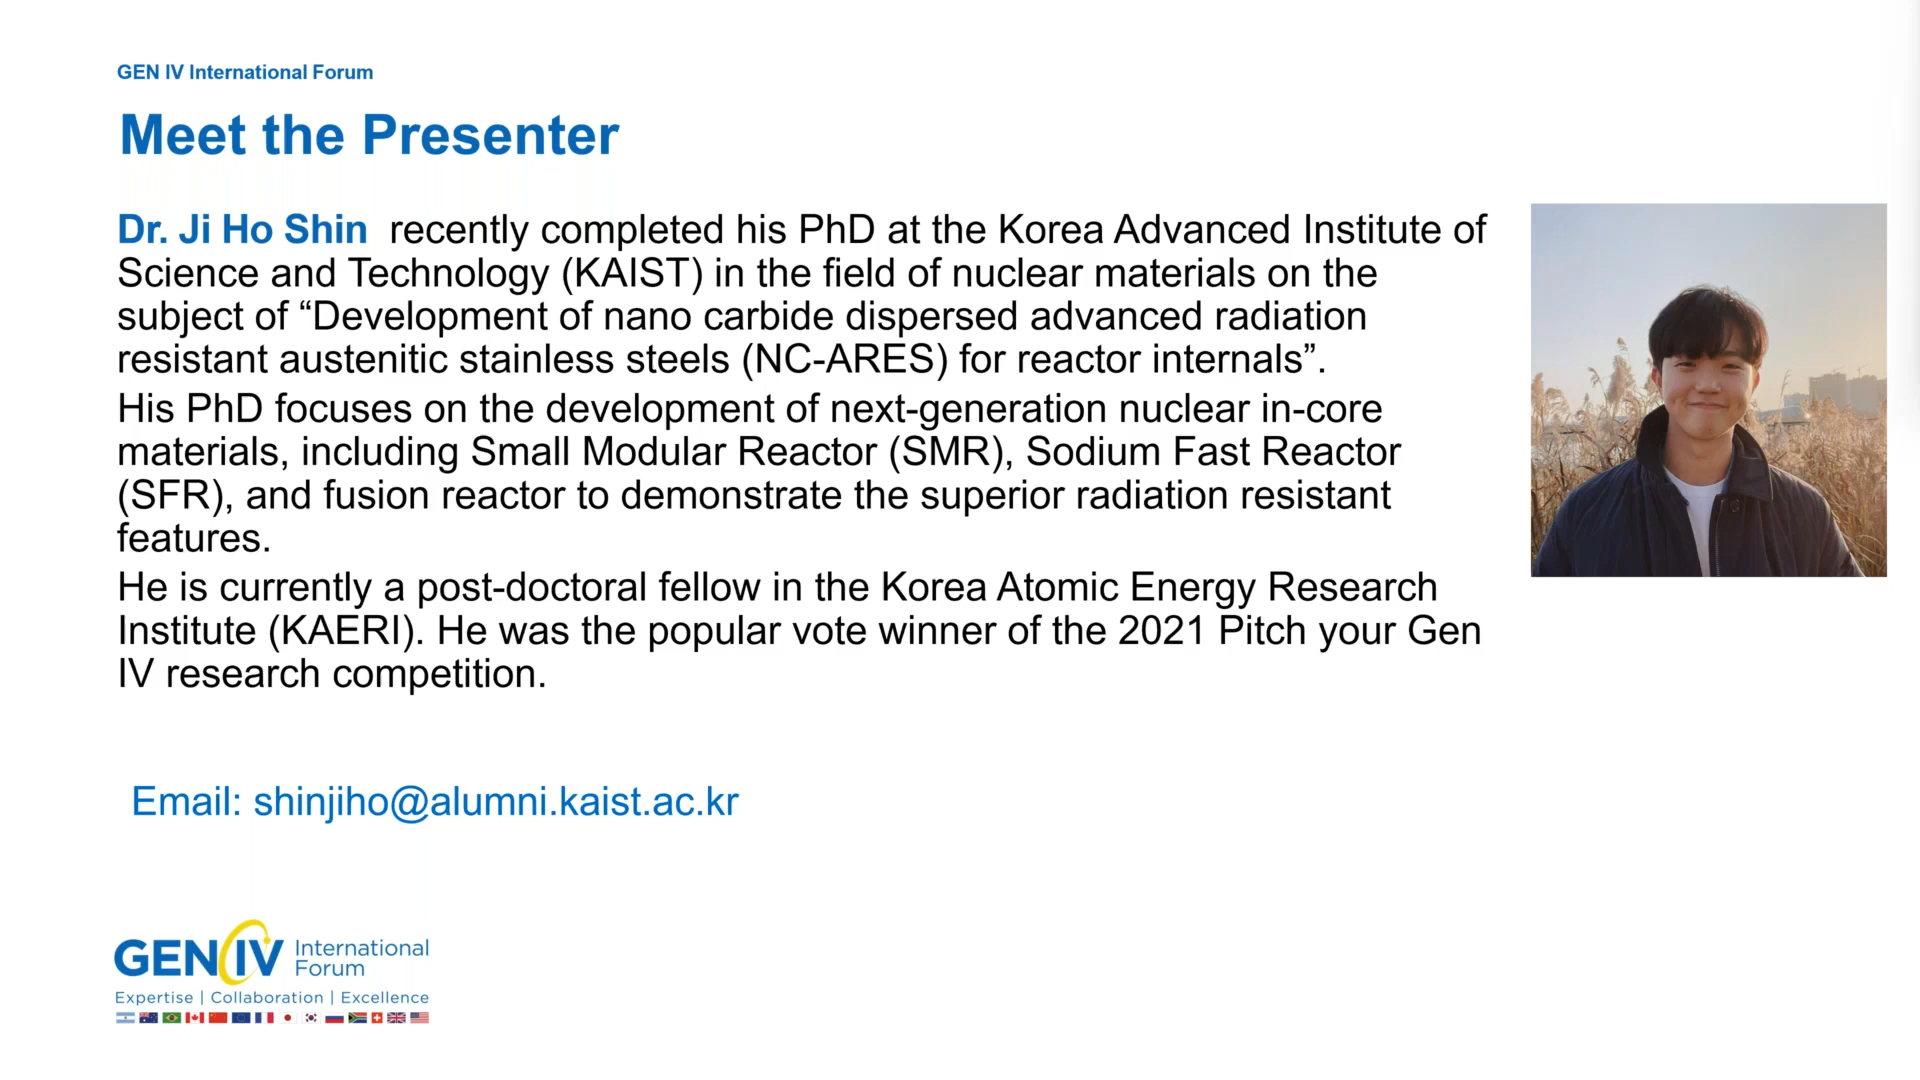 GEN IV International Forum
Meet the Presenter
Dr. Ji Ho Shin recently completed his PhD at the Korea Advanced Institute of
Science and Technology (KAIST) in the field of nuclear materials on the
subject of “Development of nano carbide dispersed advanced radiation
resistant austenitic stainless steels (NC-ARES) for reactor internals”.
His PhD focuses on the development of next-generation nuclear in-core
materials, including Small Modular Reactor (SMR), Sodium Fast Reactor
(SFR), and fusion reactor to demonstrate the superior radiation resistant
features.
He is currently a post-doctoral fellow in the Korea Atomic Energy Research
Institute (KAERI). He was the popular vote winner of the 2021 Pitch your Gen
IV research competition.
Email: shinjiho@alumni.kaist.ac.kr
GEN IV International
Forum
Expertise | Collaboration | Excellence